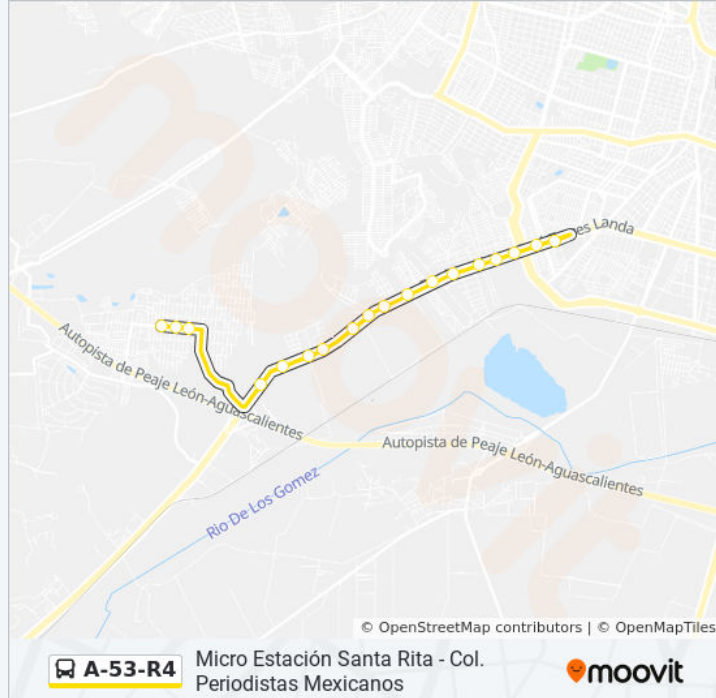 es Landa
Autopista de Peaje León-Aguascalientes
Autopista de Peaje León-Aguascalientes
Rio De Los Gomez
© OpenStreetMap contributors | © OpenMapTiles
A-53-R4
Micro Estación Santa Rita - Col.
Periodistas Mexicanos
moovit